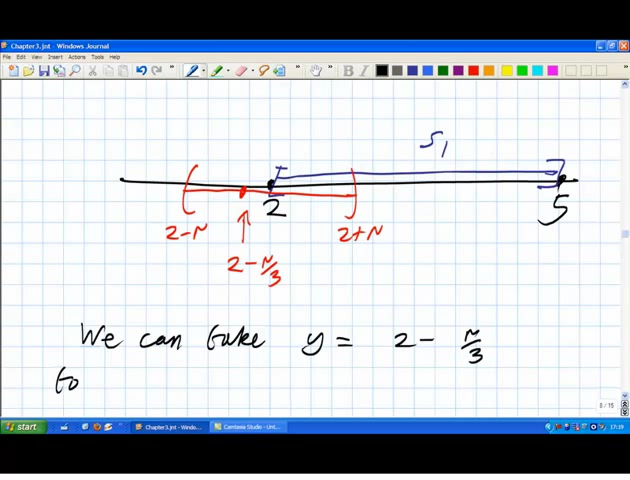 Chapter3.jnt - Windows Journal
File Edit View Insert Actions Tools Help
S1
2
5
2-r
2+r
2-r/3
We can take y = 2 - r/3
to
8 / 15
start
Chapter3.jnt - Windo...
Camtasia Studio - Unt...
17:19